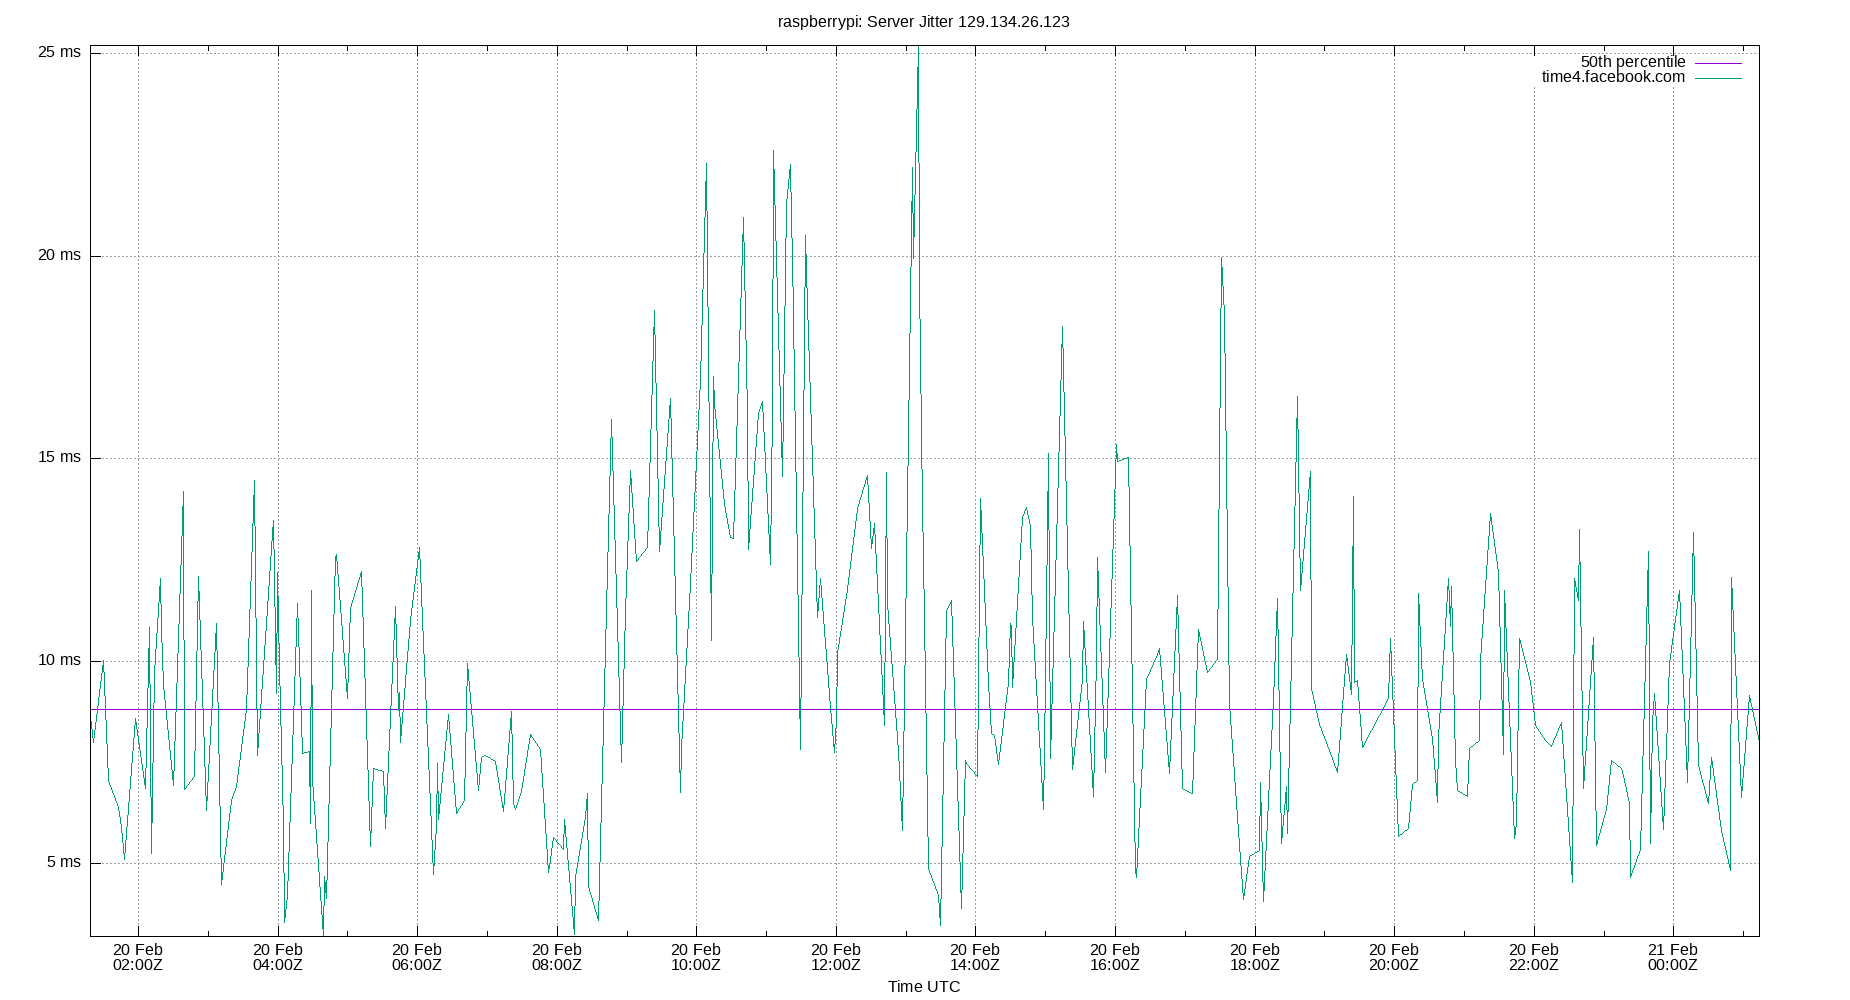 raspberrypi: Server Jitter 129.134.26.123
25 ms
50th percentile
time4.facebook.com
20 ms
15 ms
10 ms
5 ms
20 Feb 20 Feb 20 Feb 20 Feb 20 Feb 20 Feb 20 Feb 20 Feb 20 Feb 20 Feb 20 Feb 21 Feb
02:00Z 04:00Z 06:00Z 08:00Z 10:00Z 12:00Z 14:00Z 16:00Z 18:00Z 20:00Z 22:00Z 00:00Z
Time UTC